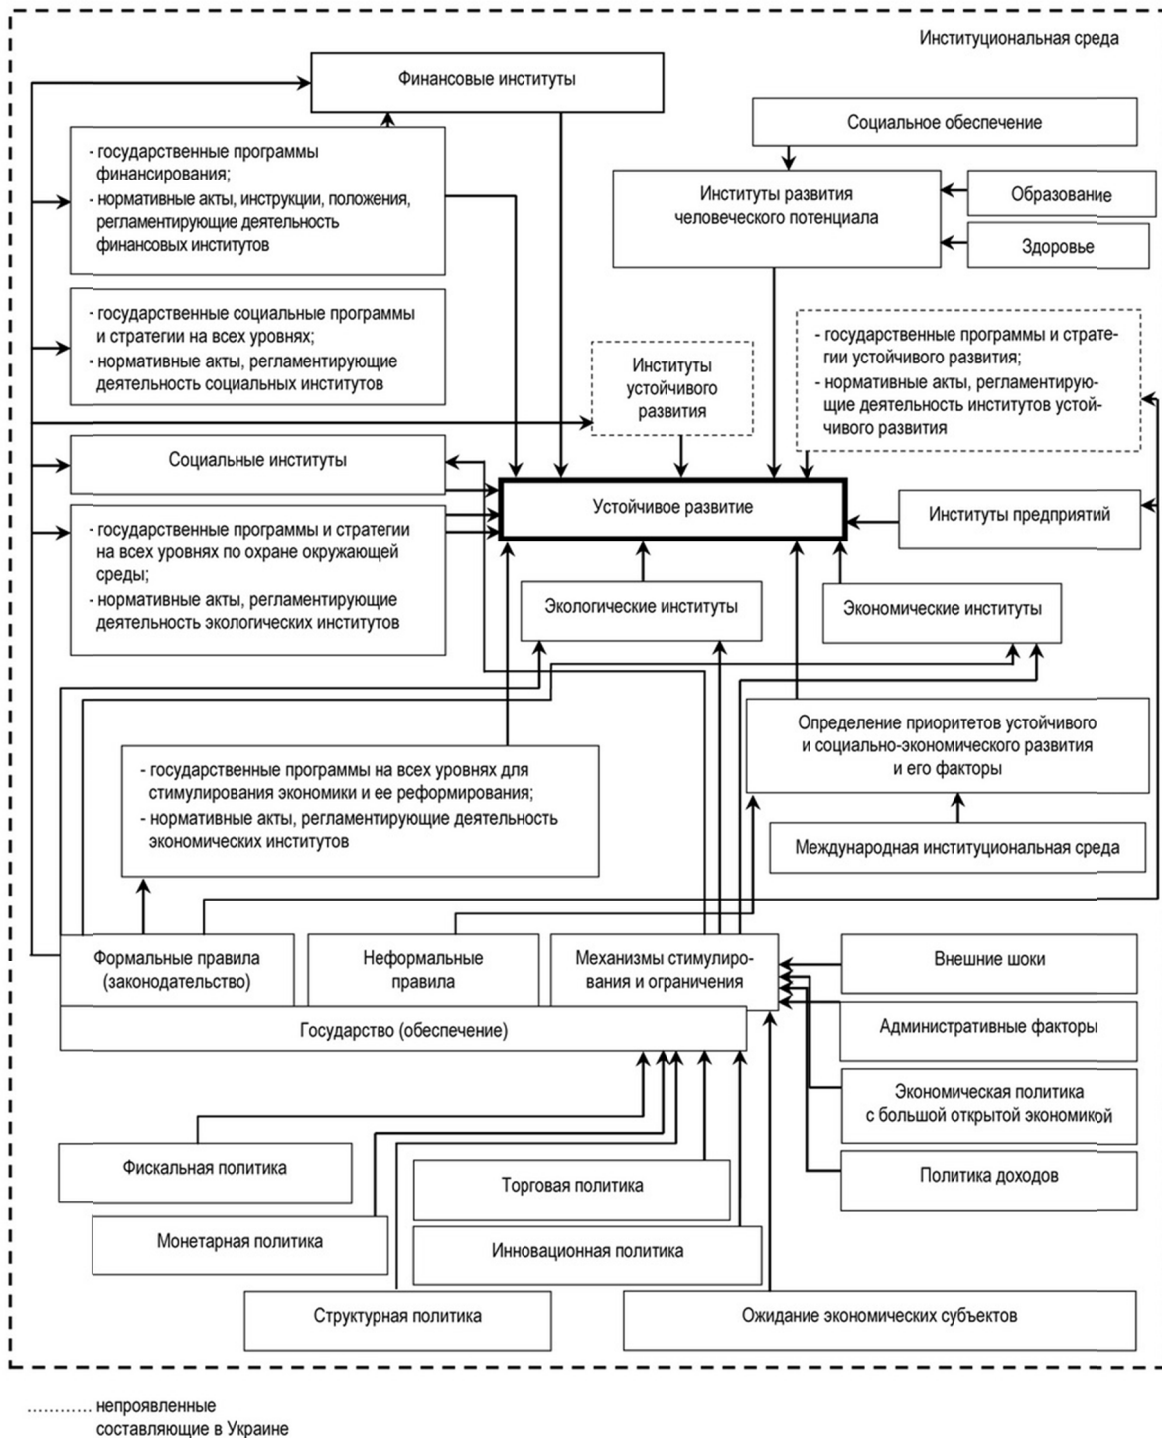 Институциональная среда
Финансовые институты
Социальное обеспечение
- государственные программы
финансирования;
- нормативные акты, инструкции, положения,
регламентирующие деятельность
финансовых институтов
Институты развития
человеческого потенциала
Образование
Здоровье
- государственные социальные программы
и стратегии на всех уровнях;
- нормативные акты, регламентирующие
деятельность социальных институтов
Институты
устойчивого
развития
- государственные программы и страте-
гии устойчивого развития;
- нормативные акты, регламентирую-
щие деятельность институтов устой-
чивого развития
Социальные институты
Устойчивое развитие
Институты предприятий
- государственные программы и стратегии
на всех уровнях по охране окружающей
среды;
- нормативные акты, регламентирующие
деятельность экологических институтов
Экологические институты
Экономические институты
Определение приоритетов устойчивого
и социально-экономического развития
и его факторы
- государственные программы на всех уровнях для
стимулирования экономики и ее реформирования;
- нормативные акты, регламентирующие деятельность
экономических институтов
Международная институциональная среда
Формальные правила
(законодательство)
Неформальные
правила
Механизмы стимулиро-
вания и ограничения
Внешние шоки
Государство (обеспечение)
Административные факторы
Экономическая политика
с большой открытой экономикой
Фискальная политика
Торговая политика
Политика доходов
Монетарная политика
Инновационная политика
Структурная политика
Ожидание экономических субъектов
............ непроявленные
составляющие в Украине